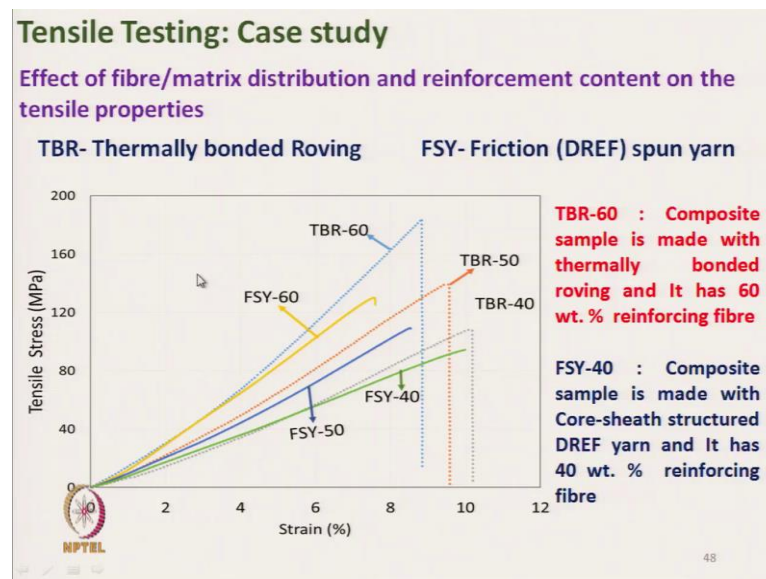 Tensile Testing: Case study
Effect of fibre/matrix distribution and reinforcement content on the
tensile properties
TBR- Thermally bonded Roving
FSY- Friction (DREF) spun yarn
Tensile Stress (MPa)
200
160
120
80
40
0
0
2
4
6
8
10
12
Strain (%)
TBR-60
TBR-50
TBR-40
FSY-60
FSY-40
FSY-50
TBR-60 : Composite
sample is made with
thermally bonded
roving and It has 60
wt. % reinforcing fibre
FSY-40 : Composite
sample is made with
Core-sheath structured
DREF yarn and It has
40 wt. % reinforcing
fibre
NPTEL
48